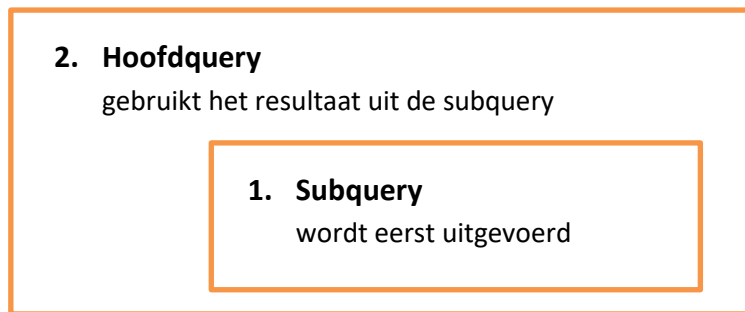 2. Hoofdquery
gebruikt het resultaat uit de subquery
1. Subquery
wordt eerst uitgevoerd